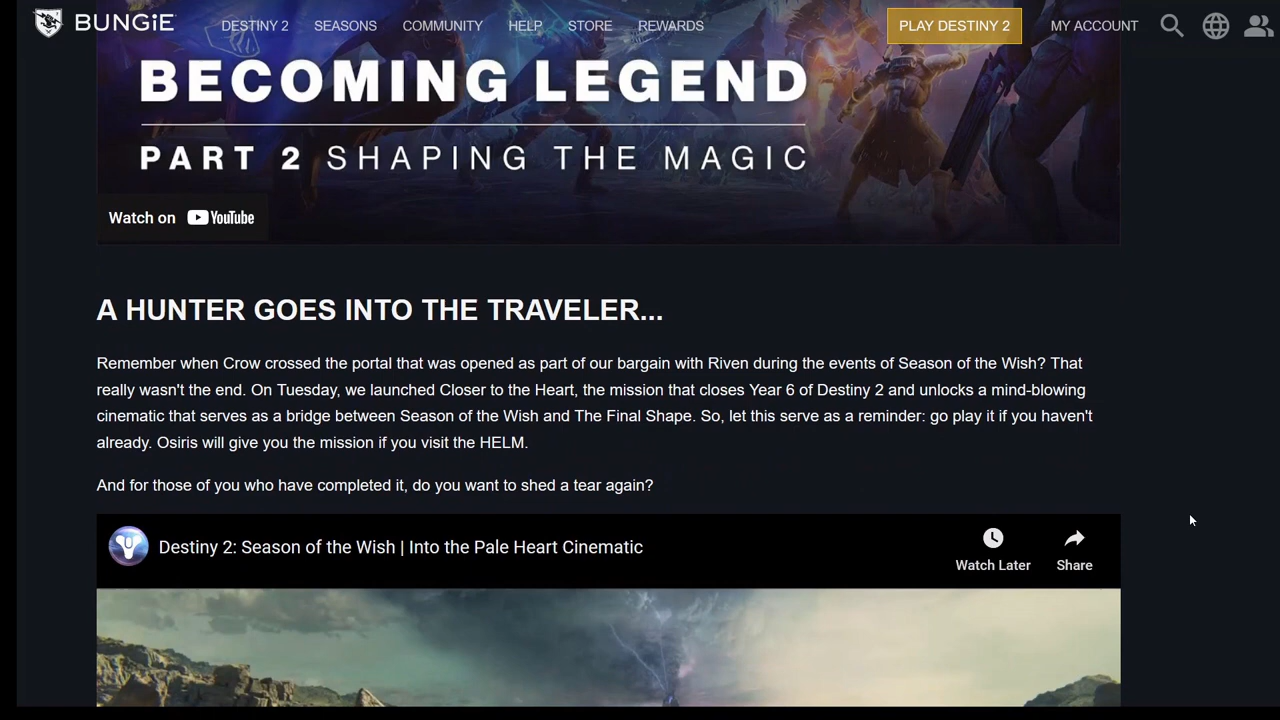 BUNGiE DESTINY 2 SEASONS COMMUNITY HELP STORE REWARDS PLAY DESTINY 2 MY ACCOUNT
BECOMING LEGEND
PART 2 SHAPING THE MAGIC
Watch on YouTube
A HUNTER GOES INTO THE TRAVELER...
Remember when Crow crossed the portal that was opened as part of our bargain with Riven during the events of Season of the Wish? That
really wasn't the end. On Tuesday, we launched Closer to the Heart, the mission that closes Year 6 of Destiny 2 and unlocks a mind-blowing
cinematic that serves as a bridge between Season of the Wish and The Final Shape. So, let this serve as a reminder: go play it if you haven't
already. Osiris will give you the mission if you visit the HELM.
And for those of you who have completed it, do you want to shed a tear again?
Destiny 2: Season of the Wish | Into the Pale Heart Cinematic
Watch Later Share